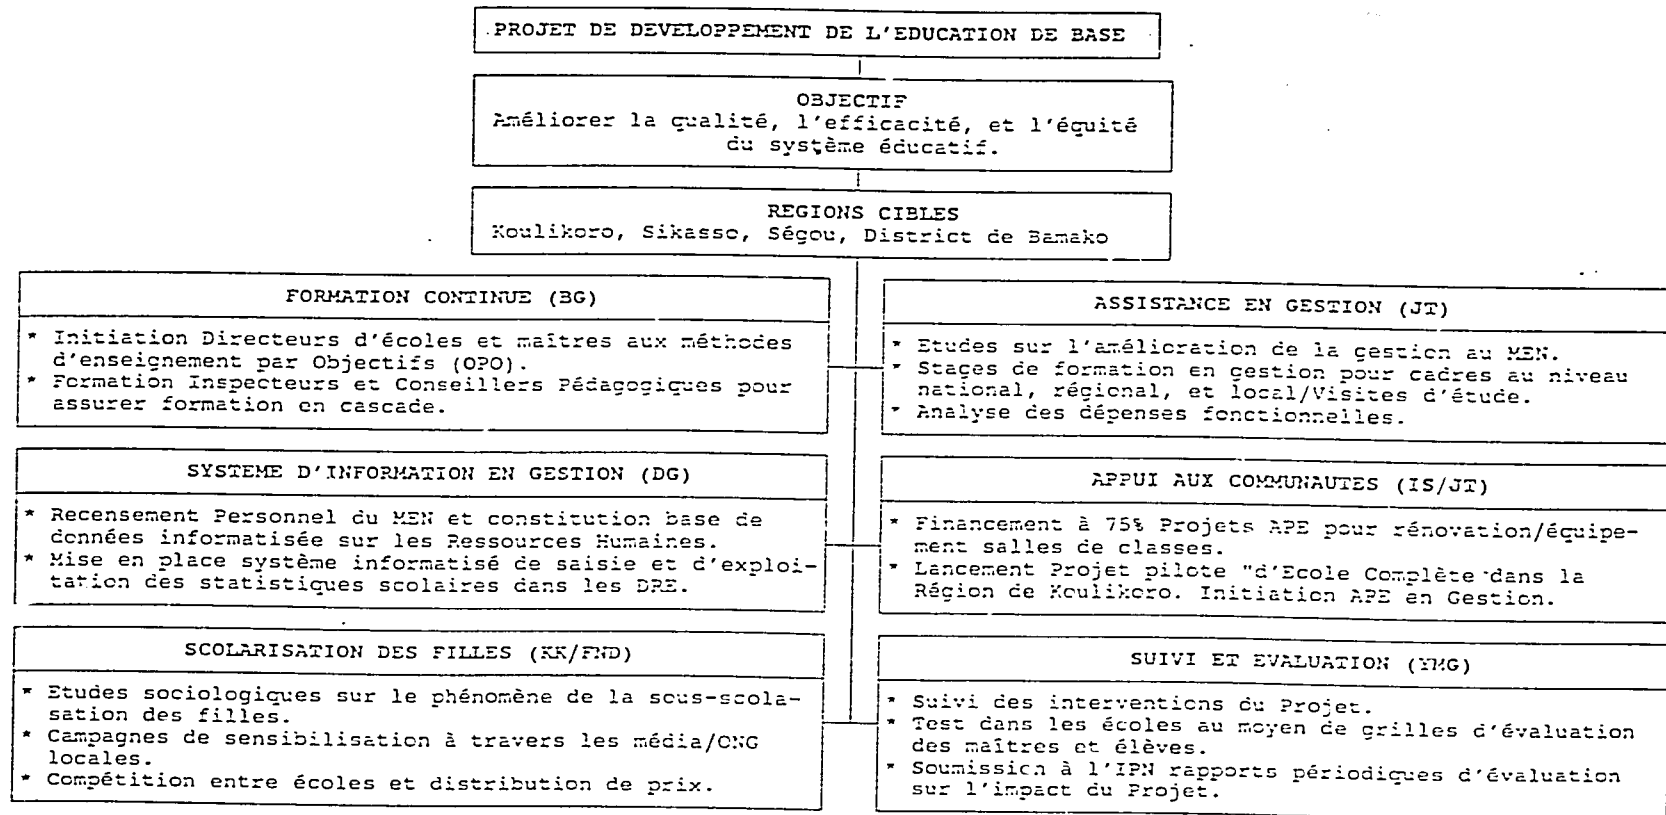 PROJET DE DEVELOPPEMENT DE L'EDUCATION DE BASE
OBJECTIF
Améliorer la qualité, l'efficacité, et l'équité
du système éducatif.
REGIONS CIBLES
Koulikoro, Sikasso, Ségou, District de Bamako
FORMATION CONTINUE (BG)
* Initiation Directeurs d'écoles et maîtres aux méthodes
d'enseignement par Objectifs (OPO).
* Formation Inspecteurs et Conseillers Pédagogiques pour
assurer formation en cascade.
ASSISTANCE EN GESTION (JT)
* Etudes sur l'amélioration de la gestion au MEN.
* Stages de formation en gestion pour cadres au niveau
national, régional, et local/Visites d'étude.
* Analyse des dépenses fonctionnelles.
SYSTEME D'INFORMATION EN GESTION (DG)
* Recensement Personnel du MEN et constitution base de
données informatisée sur les Ressources Humaines.
* Mise en place système informatisé de saisie et d'exploi-
tation des statistiques scolaires dans les DRE.
APPUI AUX COMMUNAUTES (IS/JT)
* Financement à 75% Projets APE pour rénovation/équipe-
ment salles de classes.
* Lancement Projet pilote "d'Ecole Complète dans la
Région de Koulikoro. Initiation APE en Gestion.
SCOLARISATION DES FILLES (KK/FND)
* Etudes sociologiques sur le phénomène de la sous-scola-
sation des filles.
* Campagnes de sensibilisation à travers les média/ONG
locales.
* Compétition entre écoles et distribution de prix.
SUIVI ET EVALUATION (YMG)
* Suivi des interventions du Projet.
* Test dans les écoles au moyen de grilles d'évaluation
des maîtres et élèves.
* Soumission à l'IPN rapports périodiques d'évaluation
sur l'impact du Projet.